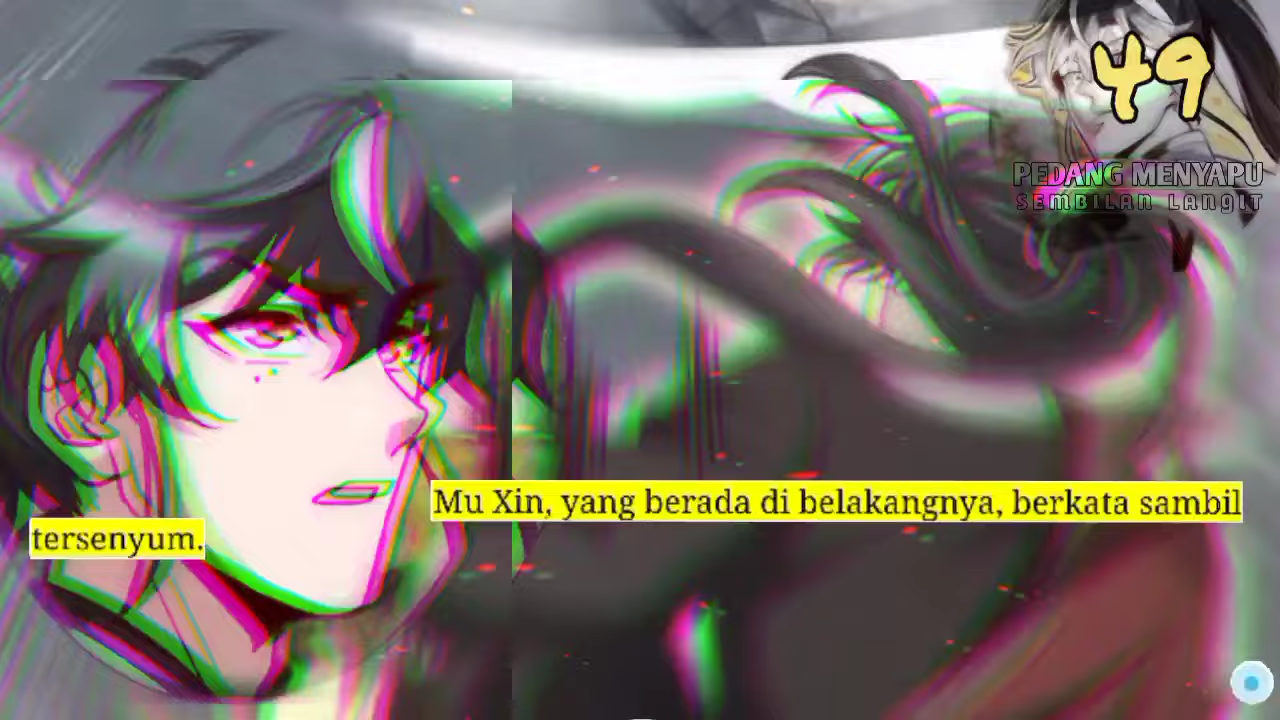 49
PEDANG MENYAPU
SEMBILAN LANGIT
Mu Xin, yang berada di belakangnya, berkata sambil
tersenyum.